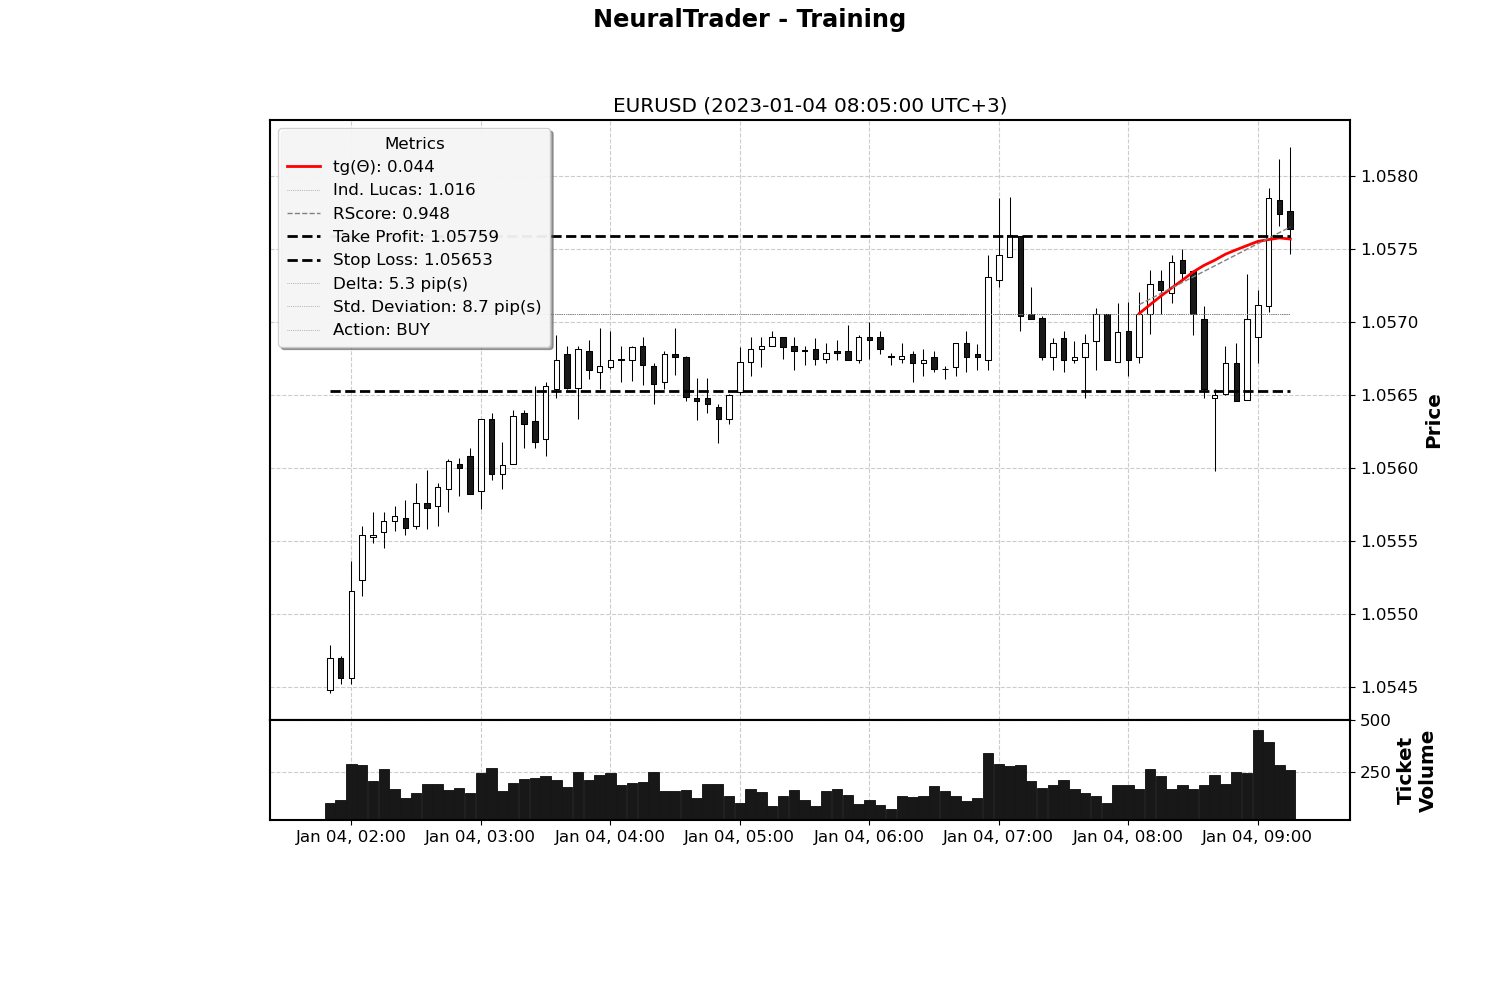 NeuralTrader - Training
EURUSD (2023-01-04 08:05:00 UTC+3)
Metrics
tg(Θ): 0.044
Ind. Lucas: 1.016
RScore: 0.948
Take Profit: 1.05759
Stop Loss: 1.05653
Delta: 5.3 pip(s)
Std. Deviation: 8.7 pip(s)
Action: BUY
1.0580
1.0575
1.0570
1.0565
1.0560
1.0555
1.0550
1.0545
Price
500
250
Ticket
Volume
Jan 04, 02:00 Jan 04, 03:00 Jan 04, 04:00 Jan 04, 05:00 Jan 04, 06:00 Jan 04, 07:00 Jan 04, 08:00 Jan 04, 09:00